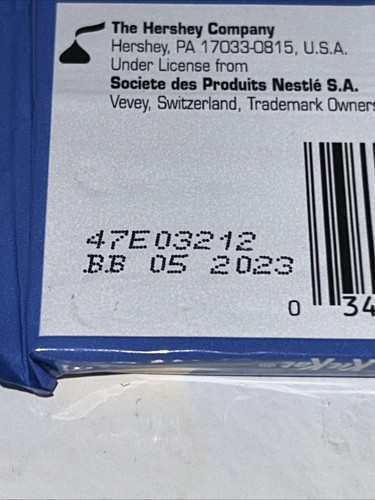 The Hershey Company
Hershey, PA 17033-0815, U.S.A.
Under License from
Societe des Produits Nestlé S.A.
Vevey, Switzerland, Trademark Owners
47E03212
BB 05 2023
0 34
KitKat®